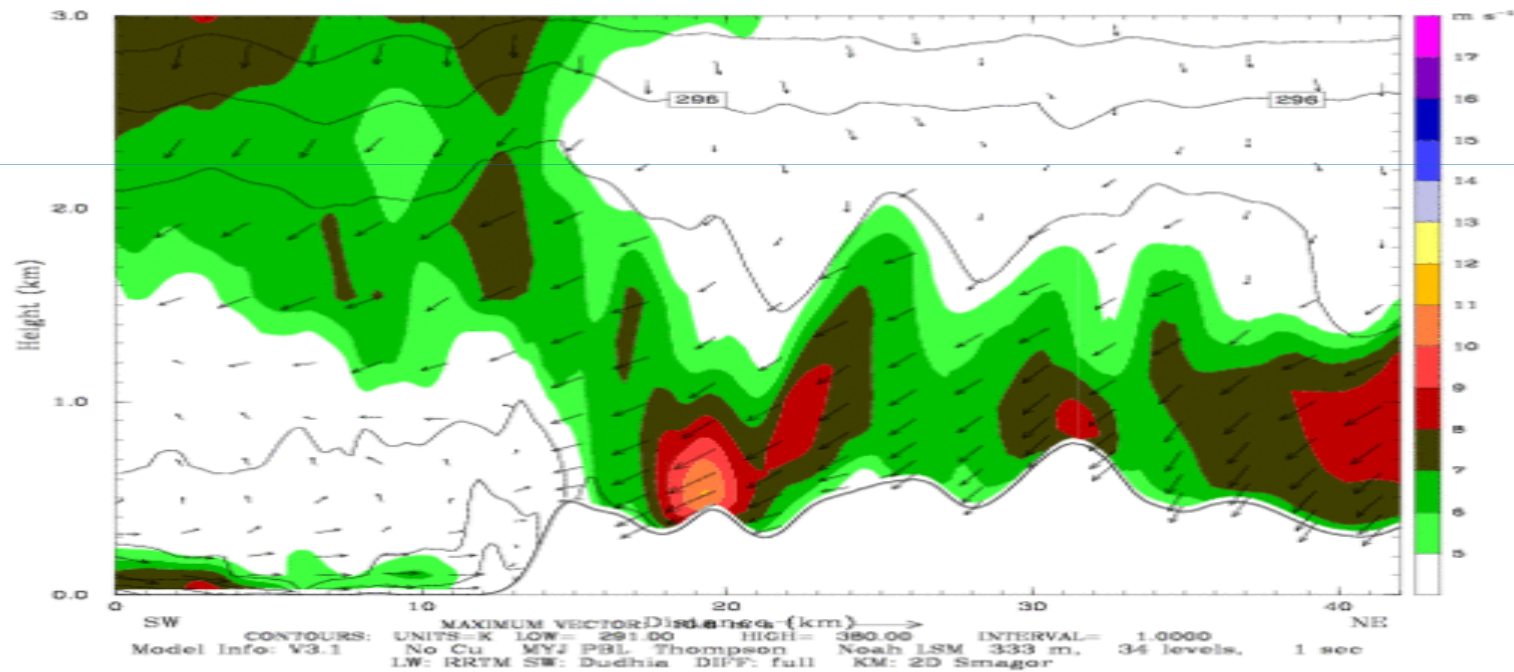 3.0
2.0
1.0
0.0
Height (km)
296
296
m s
17
16
15
14
13
12
11
10
9
8
7
6
5
0
10
20
30
40
SW
Distance (km)
NE
MAXIMUM VECTOR:
CONTOURS: UNITS=K LOW= 291.00 HIGH= 360.00 INTERVAL= 1.0000
Model Info: V3.1 No Cu MYJ PBL Thompson Noah LSM 333 m, 34 levels, 1 sec
LW: RRTM SW: Dudhia DIFF: full KM: 2D Smagor